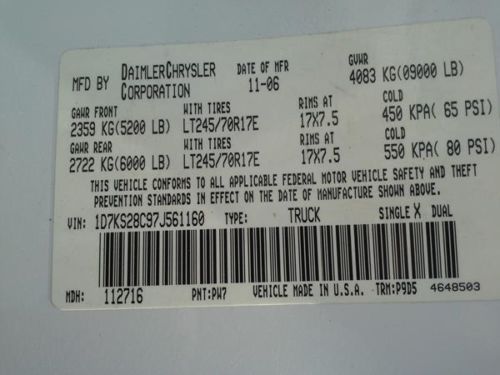 MFD BY DAIMLERCHRYSLER CORPORATION DATE OF MFR 11-06 GVWR 4083 KG(09000 LB)
GAWR FRONT WITH TIRES RIMS AT COLD
2359 KG(5200 LB) LT245/70R17E 17X7.5 450 KPA( 65 PSI)
GAWR REAR WITH TIRES RIMS AT COLD
2722 KG(6000 LB) LT245/70R17E 17X7.5 550 KPA( 80 PSI)
THIS VEHICLE CONFORMS TO ALL APPLICABLE FEDERAL MOTOR VEHICLE SAFETY AND THEFT
PREVENTION STANDARDS IN EFFECT ON THE DATE OF MANUFACTURE SHOWN ABOVE.
VIN: 1D7KS28C97J561160 TYPE: TRUCK SINGLE X DUAL
MDH: 112716 PNT:PW7 VEHICLE MADE IN U.S.A. TRM:P9D5 4648503